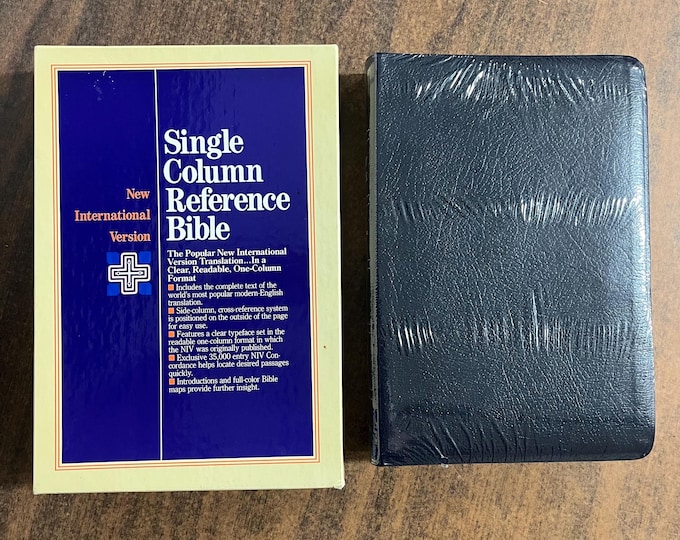 New
International
Version
Single
Column
Reference
Bible
The Popular New International
Version Translation...In a
Clear, Readable, One-Column
Format
Includes the complete text of the
world's most popular modern-English
translation.
Side-column, cross-reference system
is positioned on the outside of the page
for easy use.
Features a clear typeface set in the
readable one-column format in which
the NIV was originally published.
Exclusive 35,000 entry NIV Con-
cordance helps locate desired passages
quickly.
Introductions and full-color Bible
maps provide further insight.